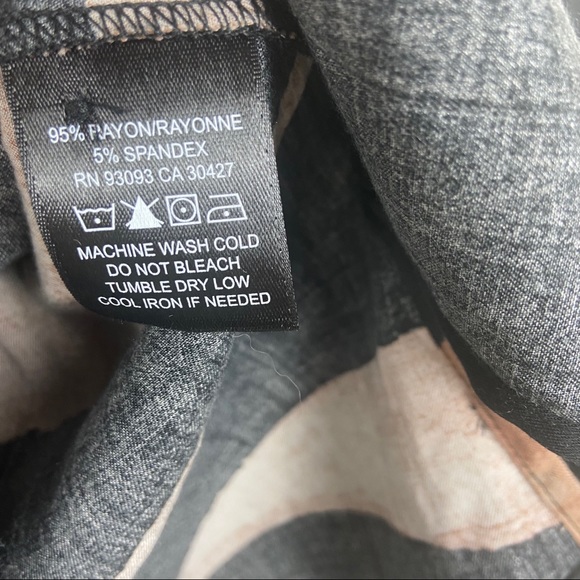 95% RAYON/RAYONNE
5% SPANDEX
RN 93093 CA 30427
MACHINE WASH COLD
DO NOT BLEACH
TUMBLE DRY LOW
COOL IRON IF NEEDED